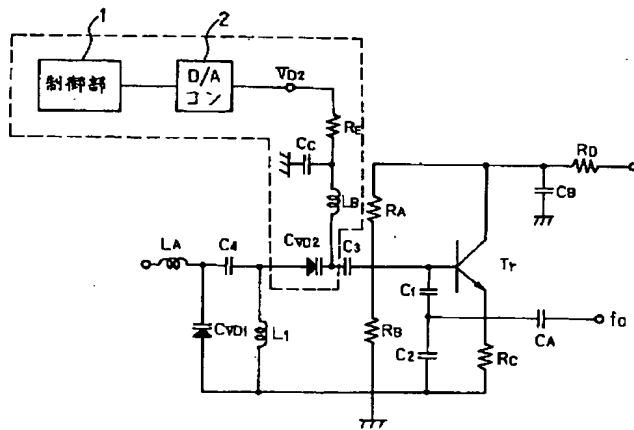 1
2
制御部
D/A
コン
VD2
RE
CC
LB
RD
CB
RA
LA
C4
CVD2
C3
Tr
C1
CVD1
L1
RB
C2
CA
fo
RC